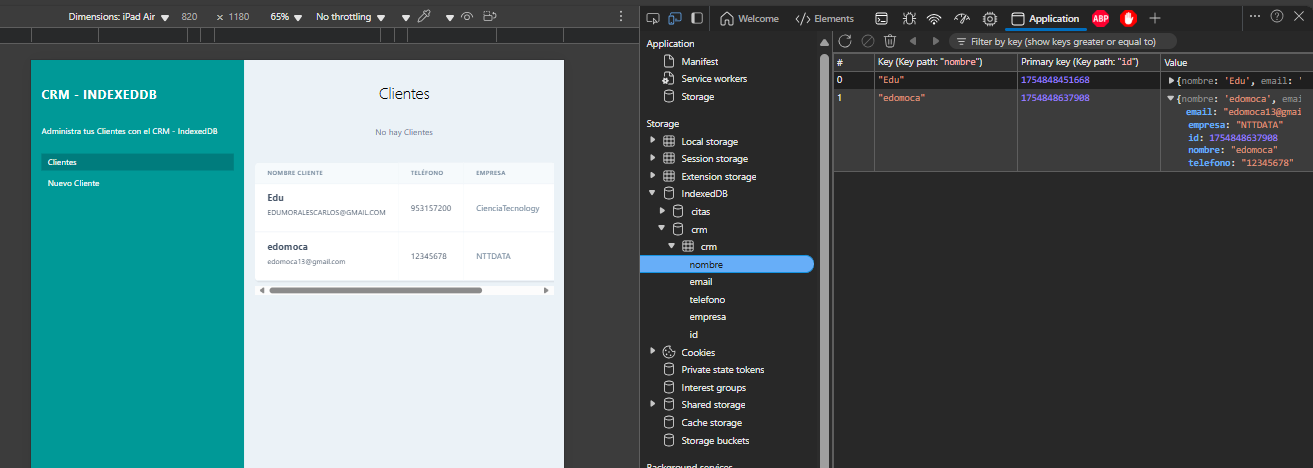 Dimensions: iPad Air ▼ 820 × 1180 65% ▼ No throttling ▼
CRM - INDEXEDDB
Administra tus Clientes con el CRM - IndexedDB
Clientes
Nuevo Cliente
Clientes
No hay Clientes
NOMBRE CLIENTE TELÉFONO EMPRESA
Edu
EDUMORALESCARLOS@GMAIL.COM
953157200
CienciaTecnology
edomoca
edomoca13@gmail.com
12345678
NTTDATA
Welcome Elements Application ABP
Application
Manifest
Service workers
Storage
Storage
Local storage
Session storage
Extension storage
IndexedDB
citas
crm
crm
nombre
email
telefono
empresa
id
Cookies
Private state tokens
Interest groups
Shared storage
Cache storage
Storage buckets
Background services
Filter by key (show keys greater or equal to)
# Key (Key path: "nombre") Primary key (Key path: "id") Value
0 "Edu" 1754848451668 {nombre: 'Edu', email: '
1 "edomoca" 1754848637908 {nombre: 'edomoca', emai
email: "edomoca13@gmai
empresa: "NTTDATA"
id: 1754848637908
nombre: "edomoca"
telefono: "12345678"